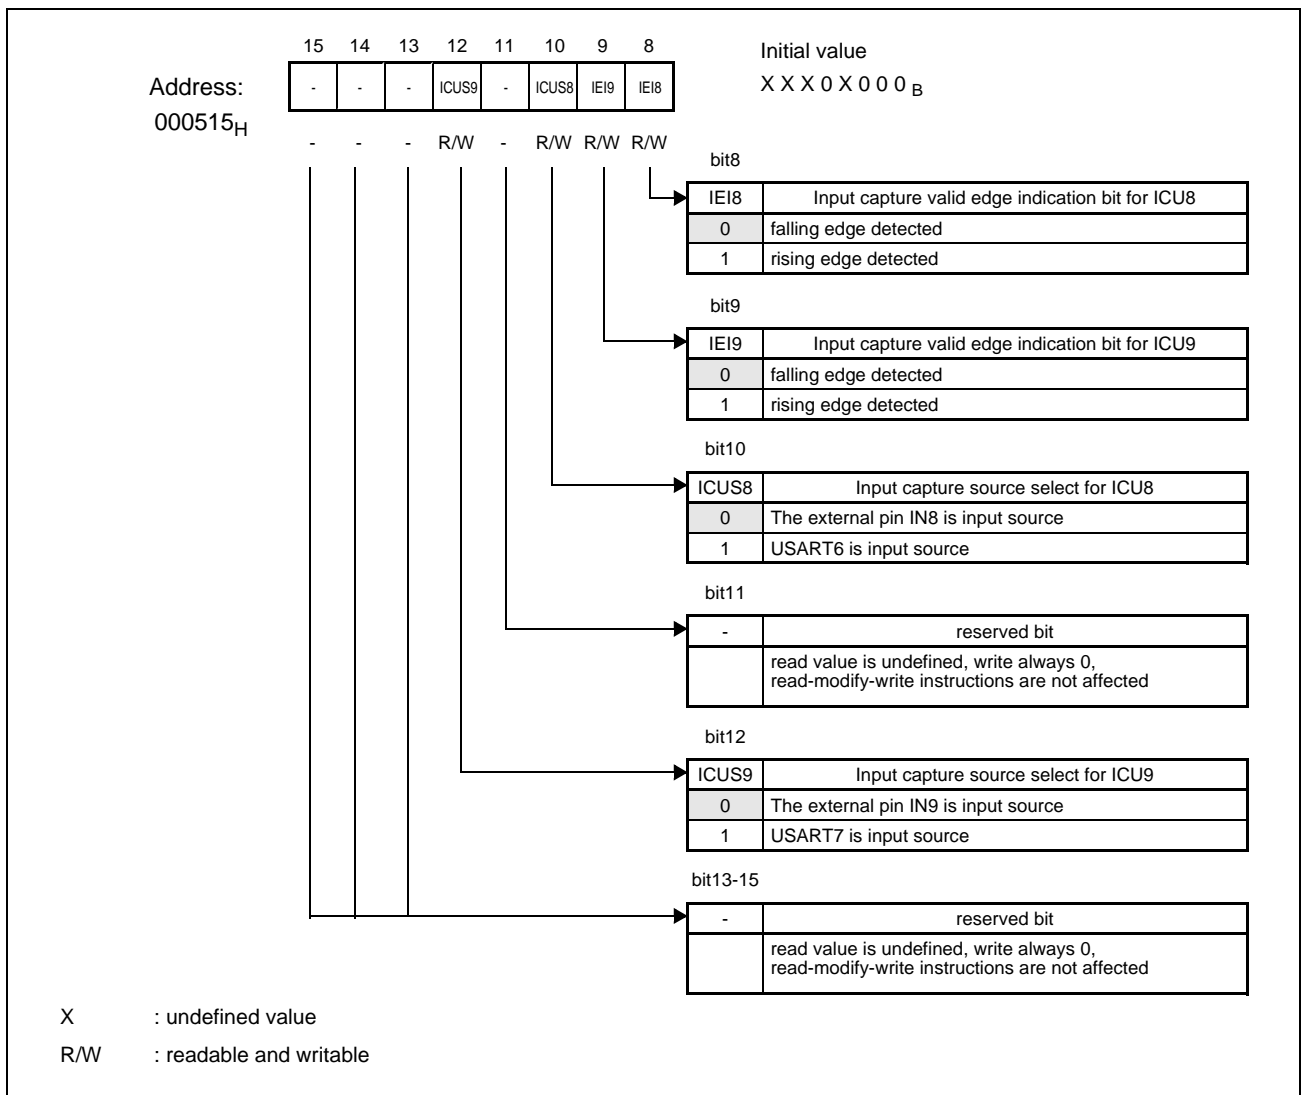 15 14 13 12 11 10 9 8
Initial value
Address:
- - - ICUS9 - ICUS8 IEI9 IEI8
X X X 0 X 0 0 0 B
000515H
- - - R/W - R/W R/W R/W
bit8
IEI8 Input capture valid edge indication bit for ICU8
0 falling edge detected
1 rising edge detected
bit9
IEI9 Input capture valid edge indication bit for ICU9
0 falling edge detected
1 rising edge detected
bit10
ICUS8 Input capture source select for ICU8
0 The external pin IN8 is input source
1 USART6 is input source
bit11
- reserved bit
read value is undefined, write always 0,
read-modify-write instructions are not affected
bit12
ICUS9 Input capture source select for ICU9
0 The external pin IN9 is input source
1 USART7 is input source
bit13-15
- reserved bit
read value is undefined, write always 0,
read-modify-write instructions are not affected
X : undefined value
R/W : readable and writable